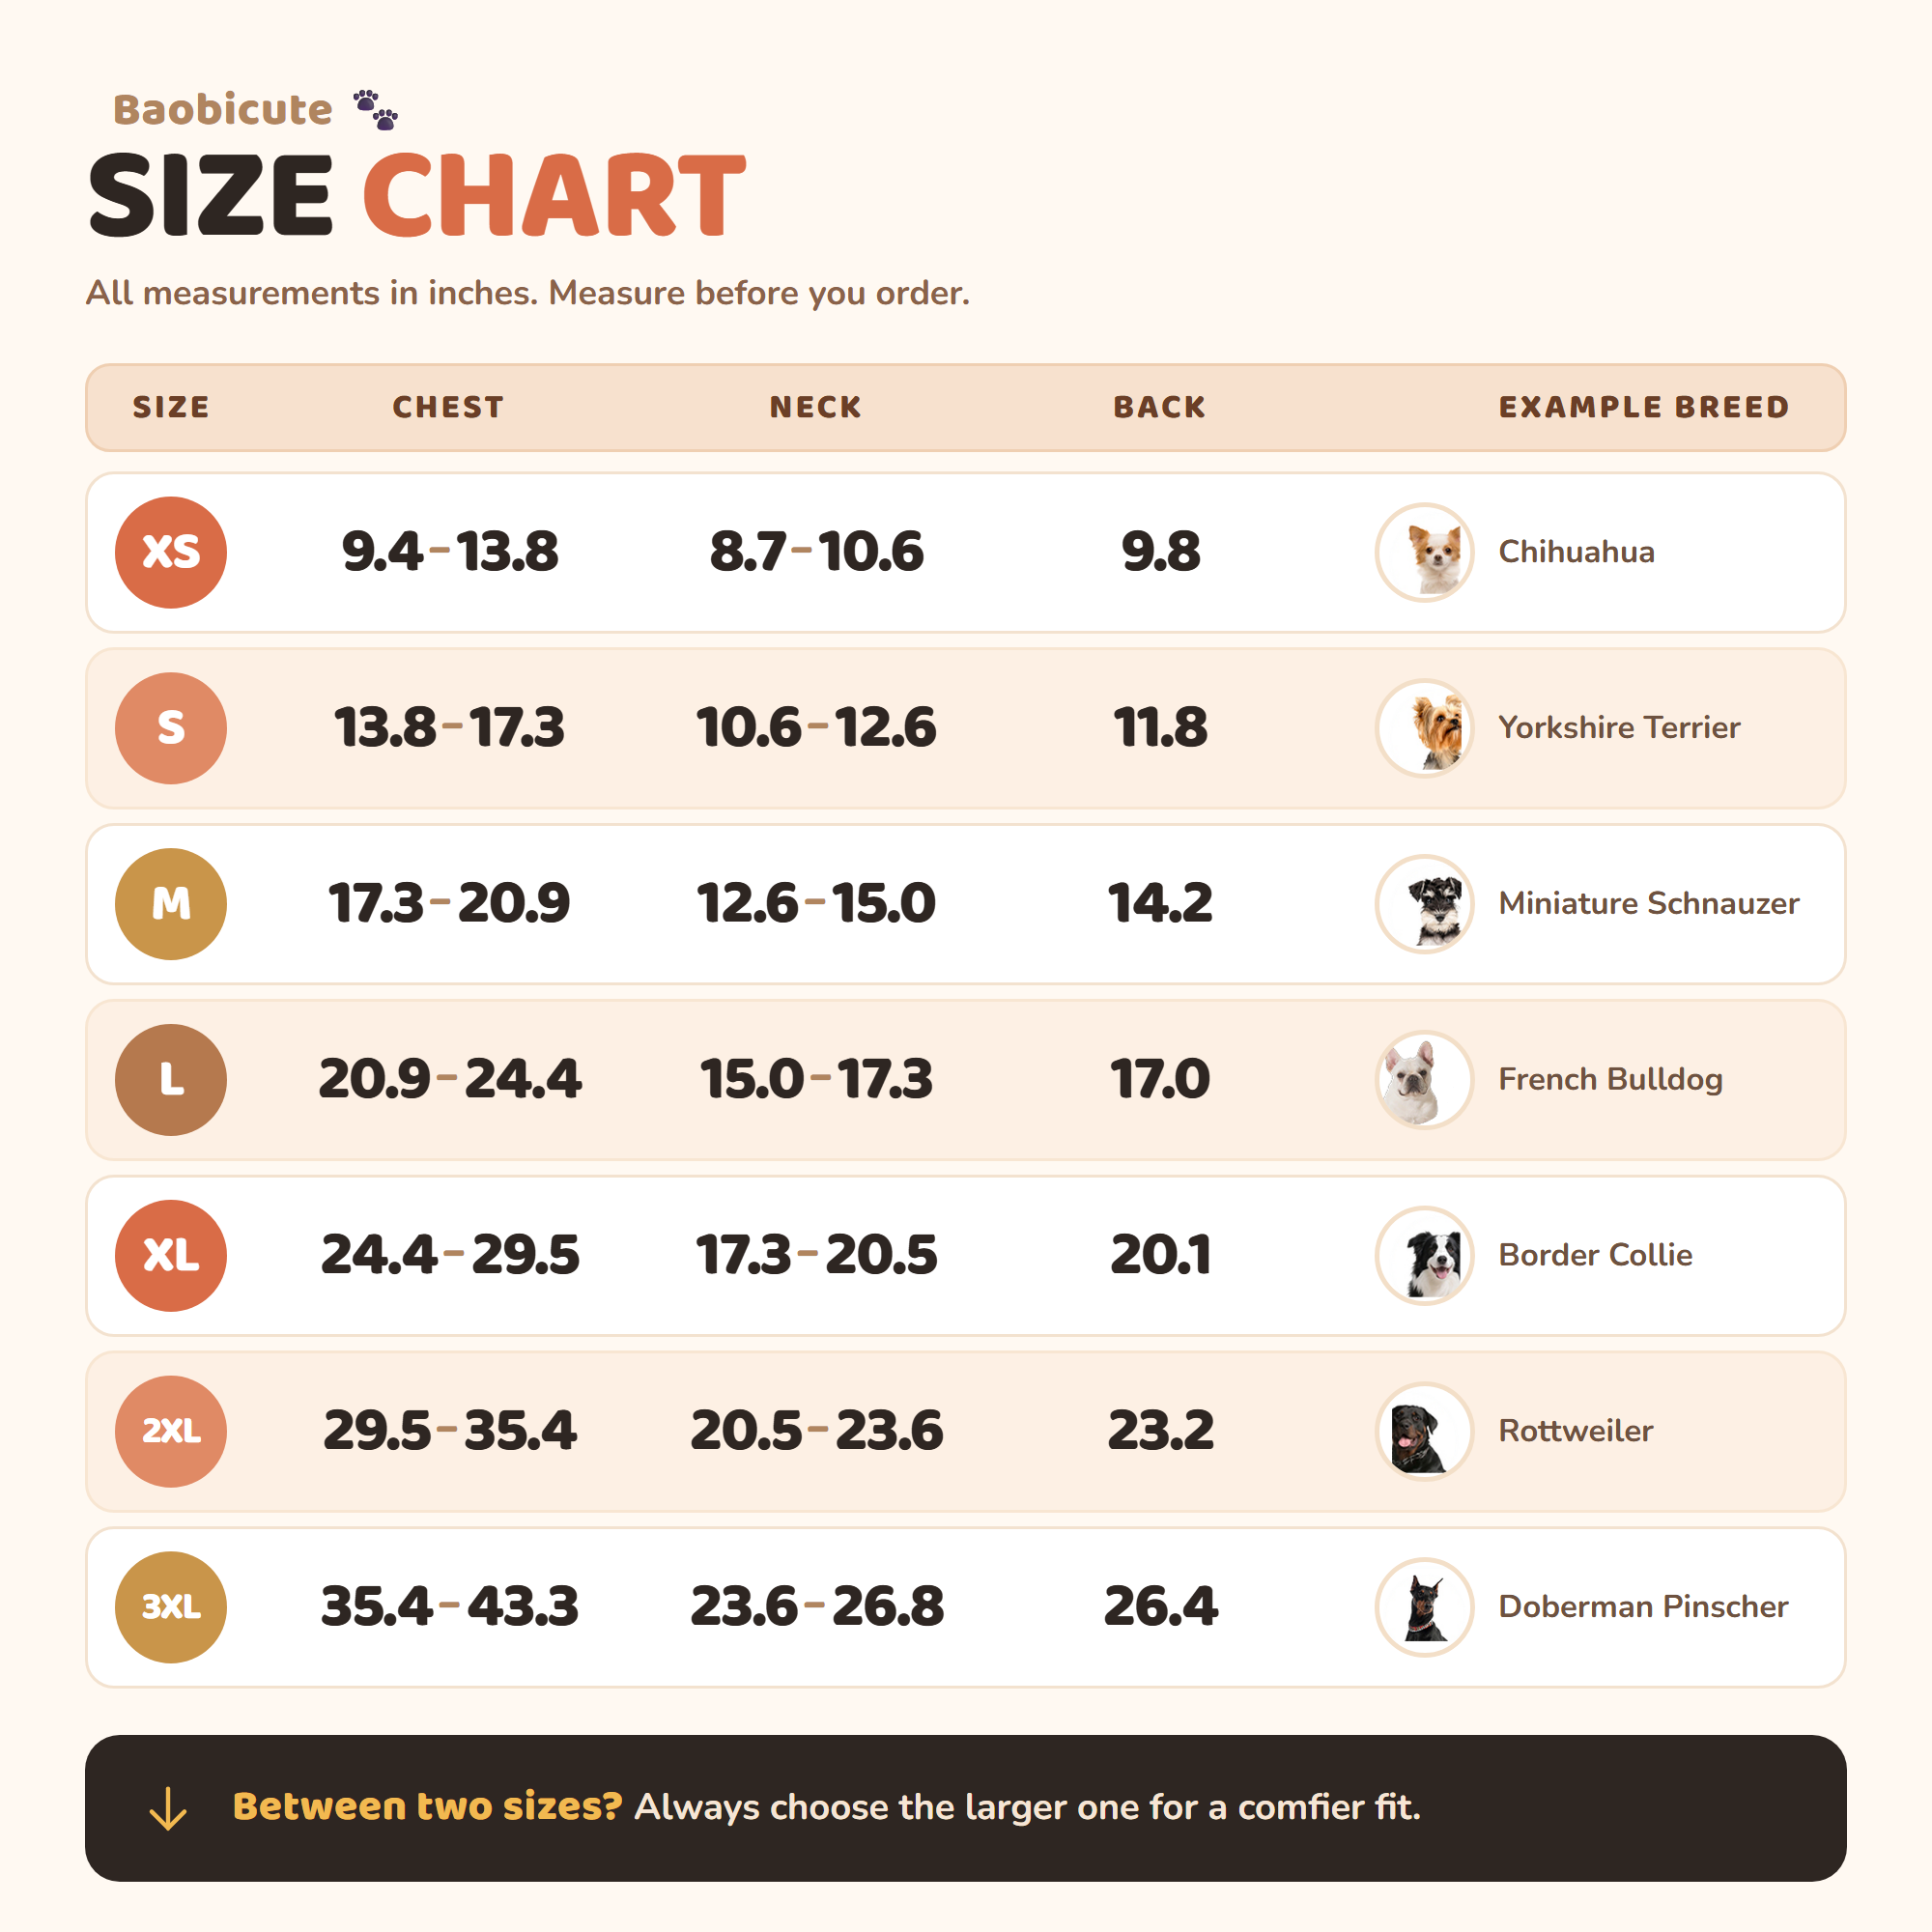 Baobicute
SIZE CHART
All measurements in inches. Measure before you order.
SIZE CHEST NECK BACK EXAMPLE BREED
XS 9.4–13.8 8.7–10.6 9.8 Chihuahua
S 13.8–17.3 10.6–12.6 11.8 Yorkshire Terrier
M 17.3–20.9 12.6–15.0 14.2 Miniature Schnauzer
L 20.9–24.4 15.0–17.3 17.0 French Bulldog
XL 24.4–29.5 17.3–20.5 20.1 Border Collie
2XL 29.5–35.4 20.5–23.6 23.2 Rottweiler
3XL 35.4–43.3 23.6–26.8 26.4 Doberman Pinscher
Between two sizes? Always choose the larger one for a comfier fit.